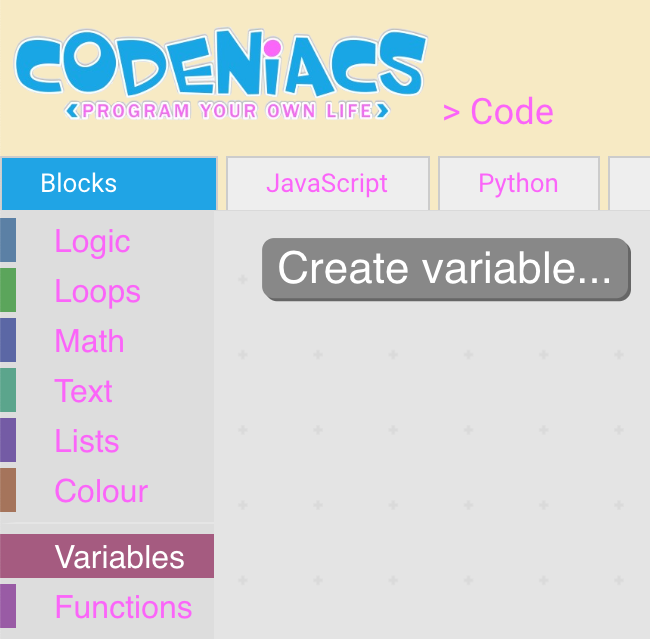 CODENiACS
PROGRAM YOUR OWN LIFE
> Code
Blocks
JavaScript
Python
Logic
Loops
Math
Text
Lists
Colour
Variables
Functions
Create variable...